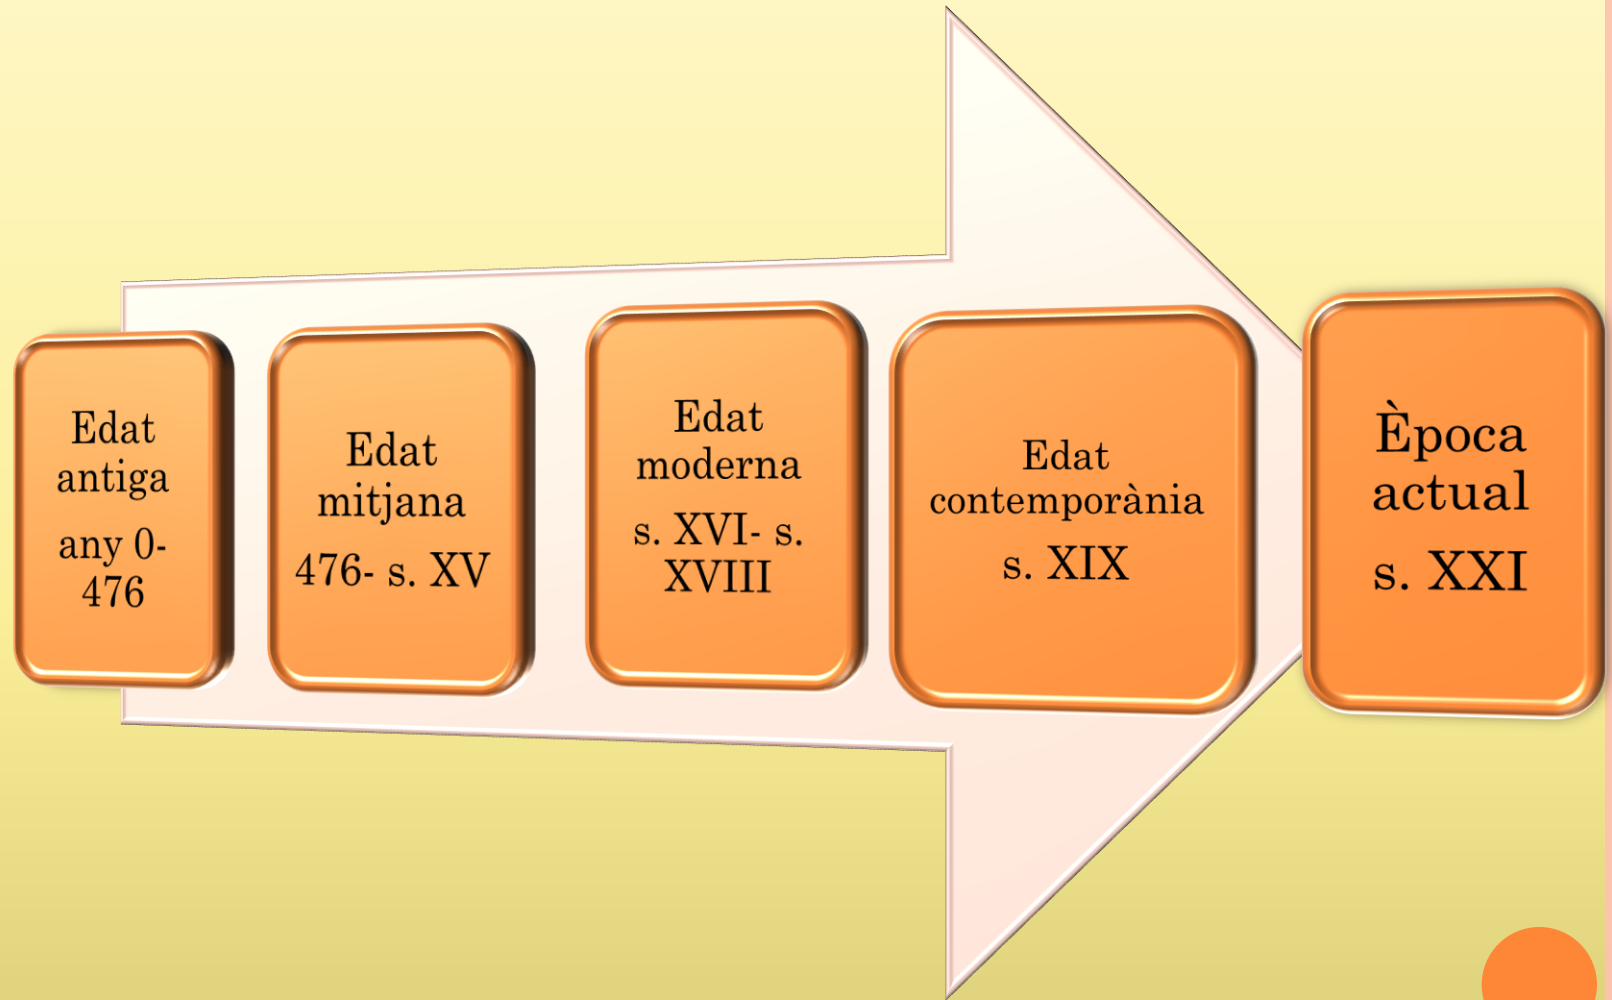 Edat
antiga
any 0-
476
Edat
mitjana
476- s. XV
Edat
moderna
s. XVI- s.
XVIII
Edat
contemporània
s. XIX
Època
actual
s. XXI